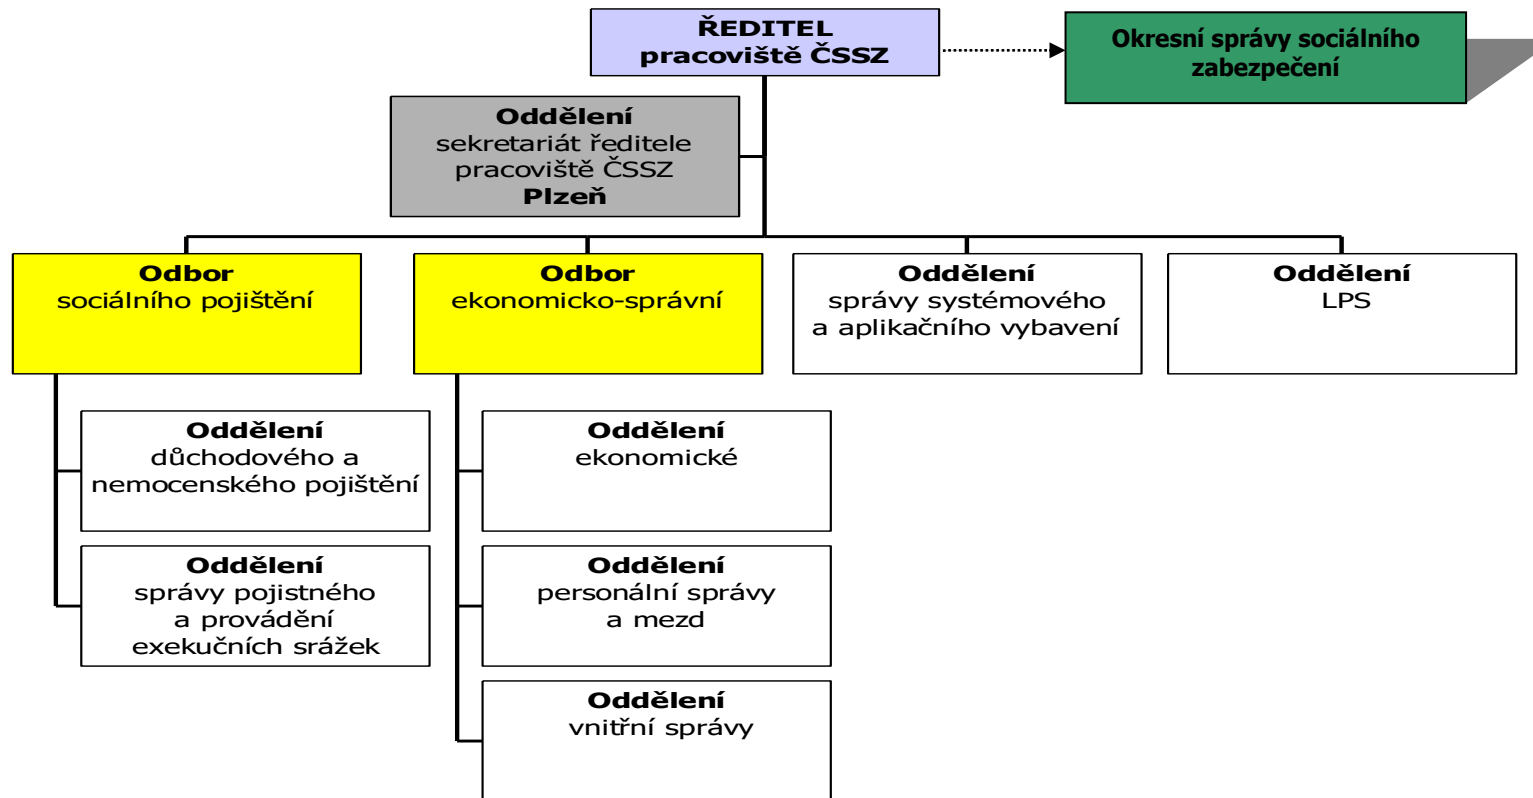 ŘEDITEL
pracoviště ČSSZ
Okresní správy sociálního
zabezpečení
Oddělení
sekretariát ředitele
pracoviště ČSSZ
Plzeň
Odbor
sociálního pojištění
Odbor
ekonomicko-správní
Oddělení
správy systémového
a aplikačního vybavení
Oddělení
LPS
Oddělení
důchodového a
nemocenského pojištění
Oddělení
správy pojistného
a provádění
exekučních srážek
Oddělení
ekonomické
Oddělení
personální správy
a mezd
Oddělení
vnitřní správy